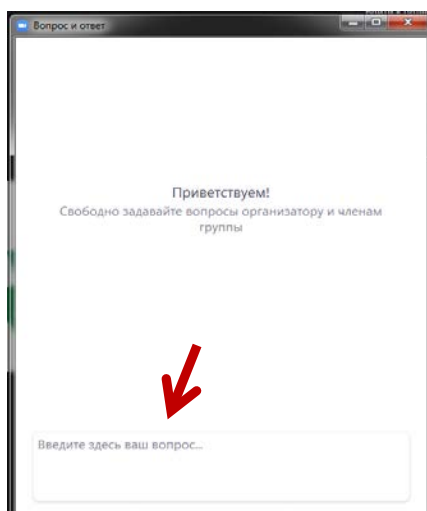 Вопрос и ответ
Приветствуем!
Свободно задавайте вопросы организатору и членам
группы
Введите здесь ваш вопрос...